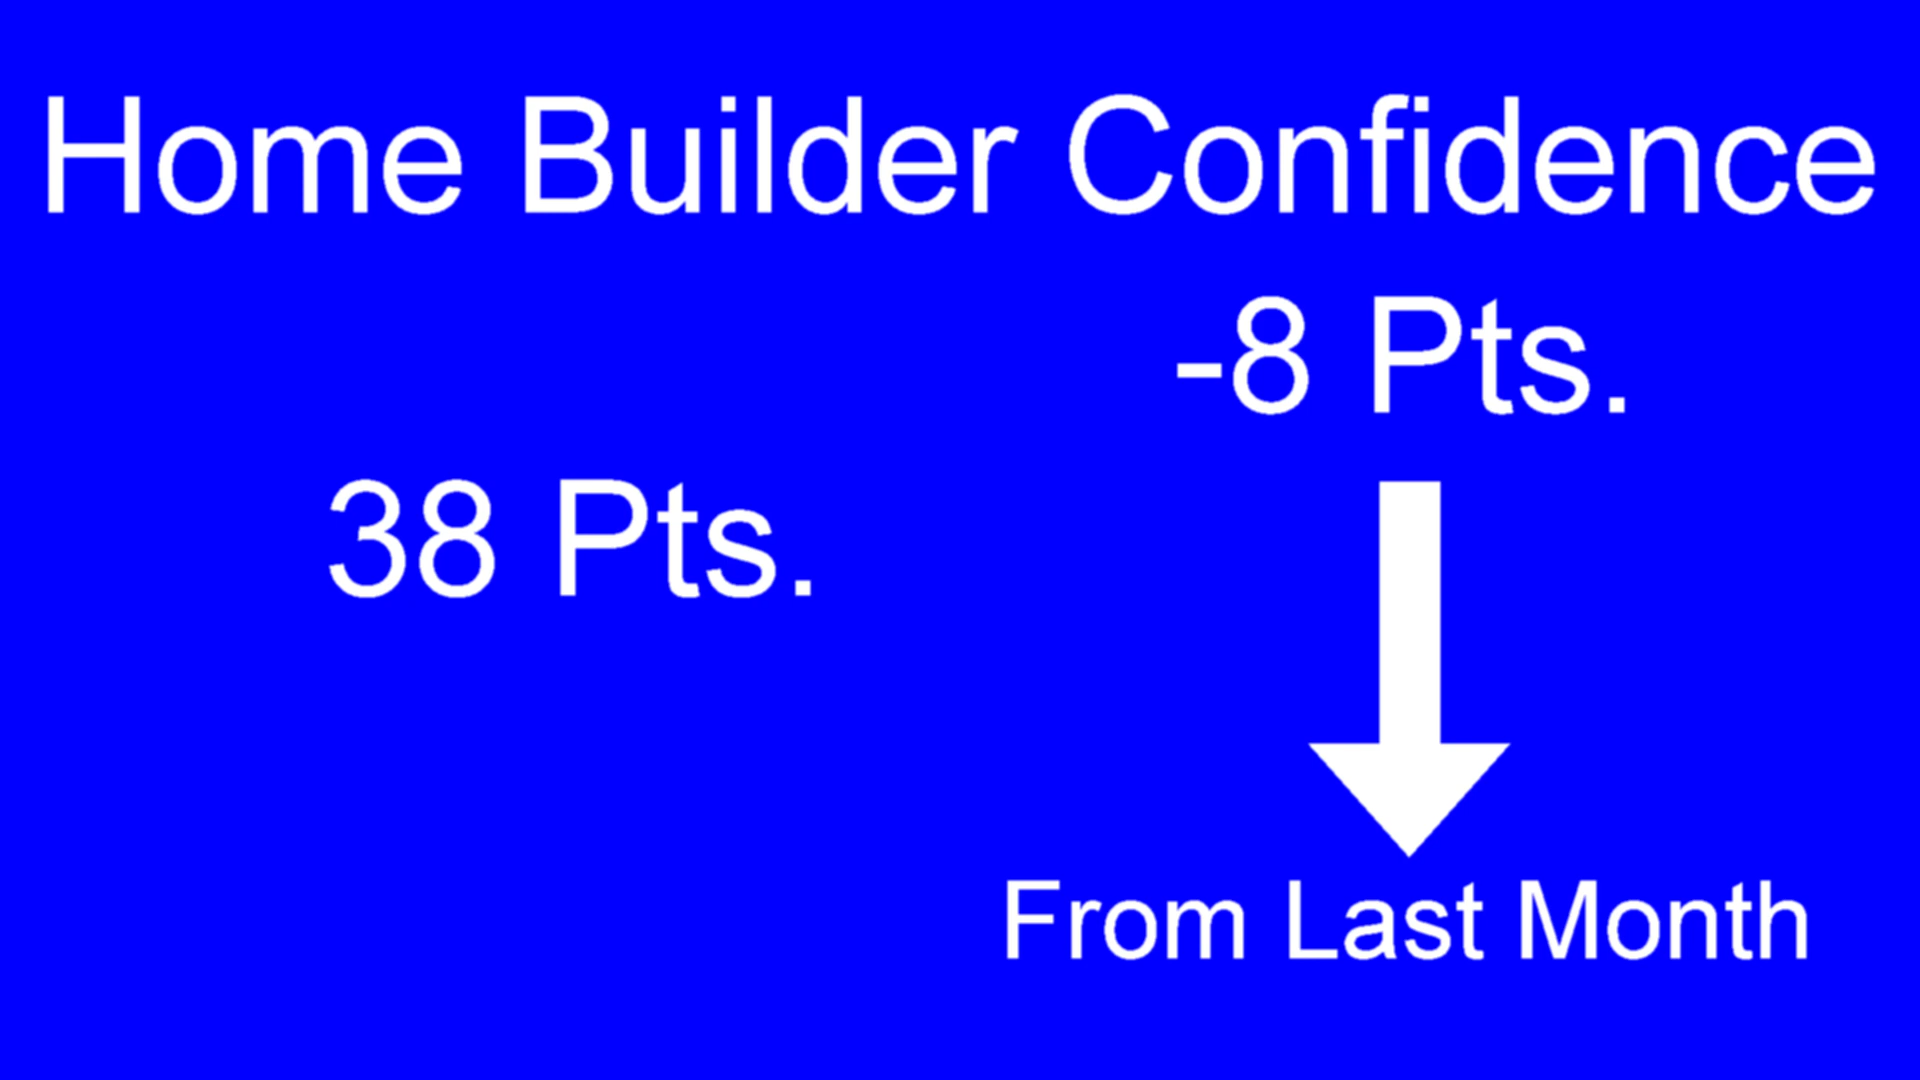 Home Builder Confidence
-8 Pts.
38 Pts.
From Last Month